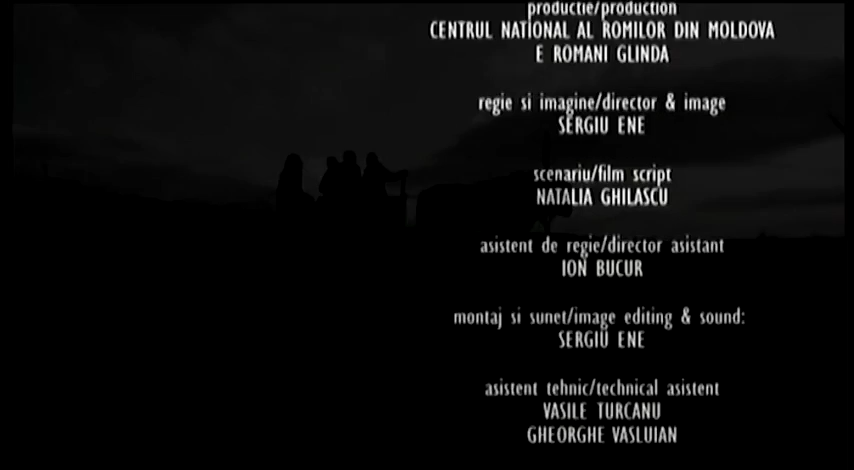 productie/production
CENTRUL NATIONAL AL ROMILOR DIN MOLDOVA
E ROMANI GLINDA
regie si imagine/director & image
SERGIU ENE
scenariu/film script
NATALIA GHILASCU
asistent de regie/director asistant
ION BUCUR
montaj si sunet/image editing & sound:
SERGIU ENE
asistent tehnic/technical asistent
VASILE TURCANU
GHEORGHE VASLUIAN